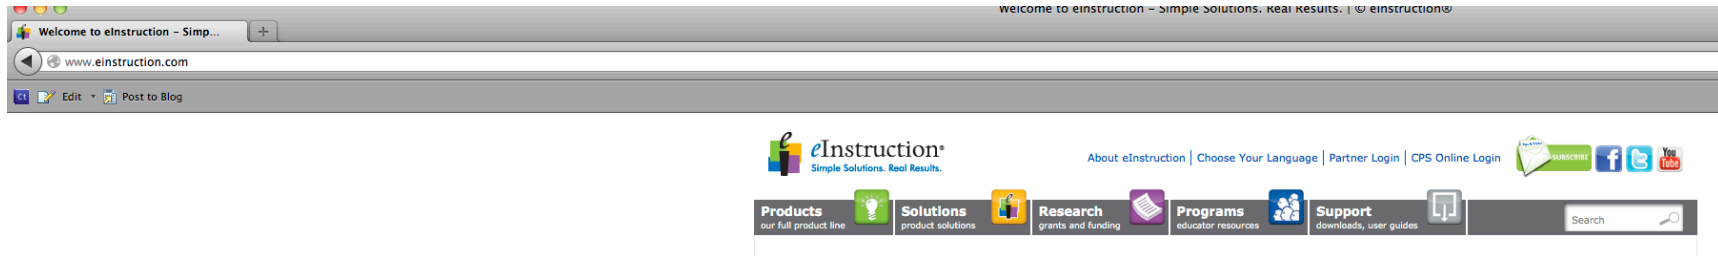 Welcome to eInstruction – Simple Solutions. Real Results. | © eInstruction®
Welcome to eInstruction – Simp...
www.einstruction.com
Ct Edit Post to Blog
eInstruction®
Simple Solutions. Real Results.
About eInstruction | Choose Your Language | Partner Login | CPS Online Login
SUBSCRIBE
f
t
You Tube
Products
our full product line
Solutions
product solutions
Research
grants and funding
Programs
educator resources
Support
downloads, user guides
Search